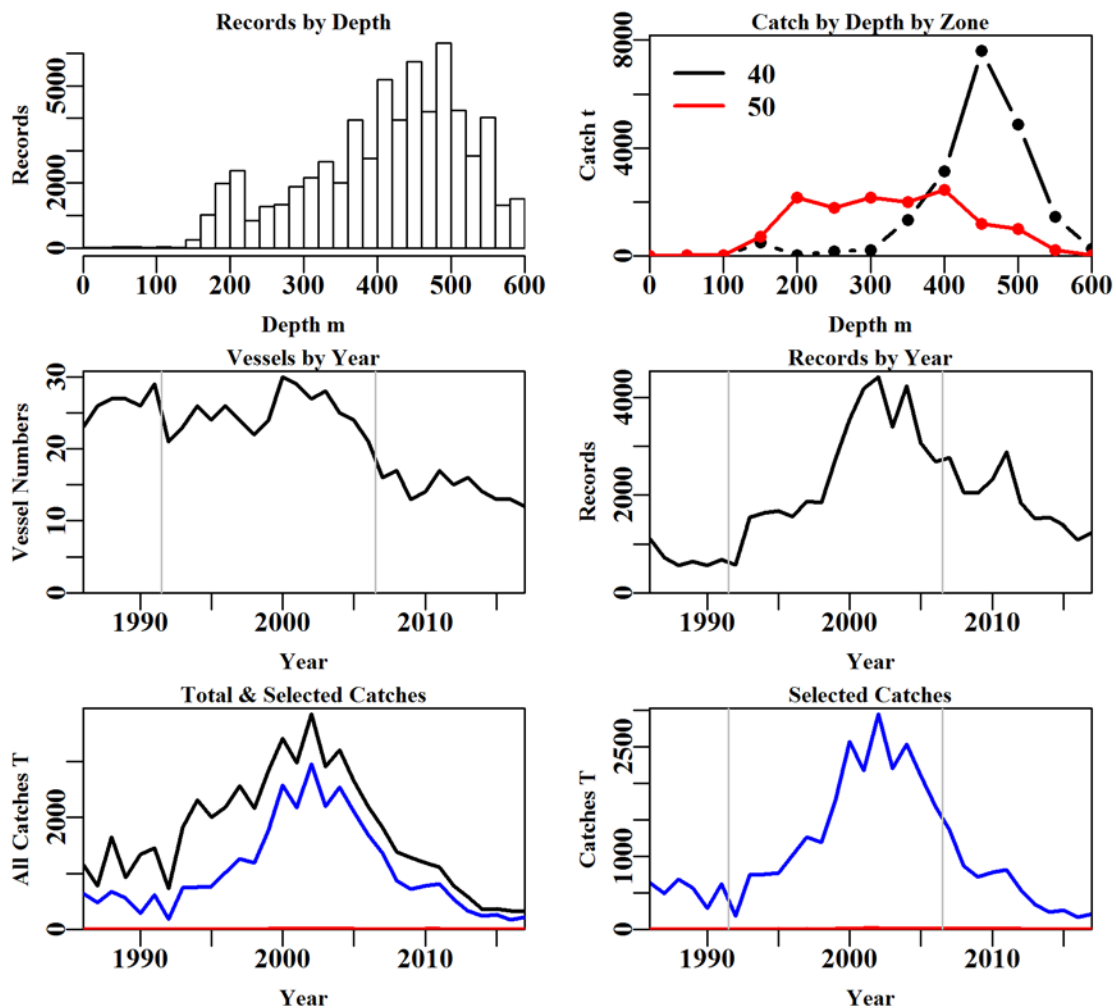 Records by Depth
Records
0
2000
5000
0 100 200 300 400 500 600
Depth m
Catch by Depth by Zone
Catch t
0
4000
8000
40
50
0 100 200 300 400 500 600
Depth m
Vessels by Year
Vessel Numbers
0
10
20
30
1990 2000 2010
Year
Records by Year
Records
0
2000
4000
1990 2000 2010
Year
Total & Selected Catches
All Catches T
0
2000
1990 2000 2010
Year
Selected Catches
Catches T
0
1000
2500
1990 2000 2010
Year